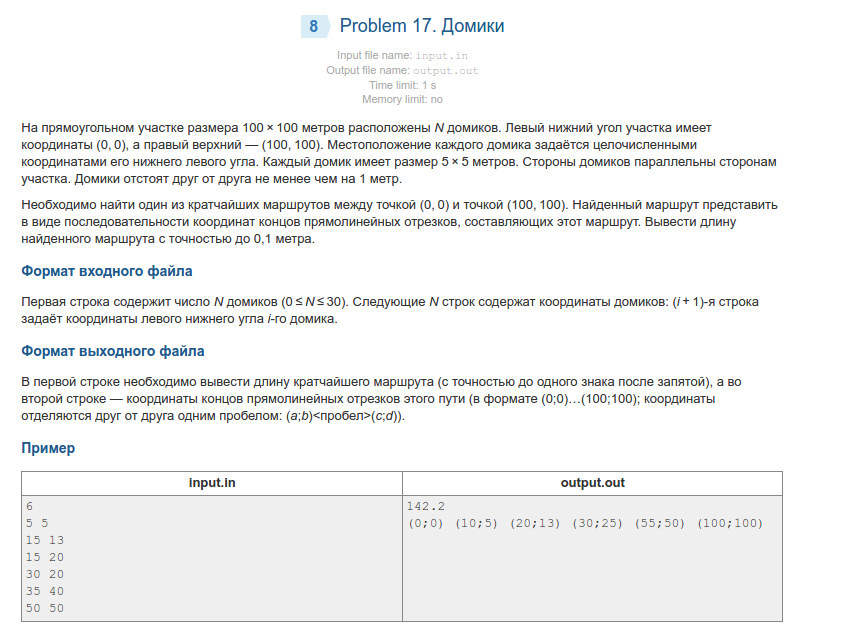 8 Problem 17. Домики
Input file name: input.in
Output file name: output.out
Time limit: 1 s
Memory limit: no
На прямоугольном участке размера 100 × 100 метров расположены N домиков. Левый нижний угол участка имеет
координаты (0, 0), а правый верхний — (100, 100). Местоположение каждого домика задаётся целочисленными
координатами его нижнего левого угла. Каждый домик имеет размер 5 × 5 метров. Стороны домиков параллельны сторонам
участка. Домики отстоят друг от друга не менее чем на 1 метр.
Необходимо найти один из кратчайших маршрутов между точкой (0, 0) и точкой (100, 100). Найденный маршрут представить
в виде последовательности координат концов прямолинейных отрезков, составляющих этот маршрут. Вывести длину
найденного маршрута с точностью до 0,1 метра.
Формат входного файла
Первая строка содержит число N домиков (0 ≤ N ≤ 30). Следующие N строк содержат координаты домиков: (i + 1)-я строка
задаёт координаты левого нижнего угла i-го домика.
Формат выходного файла
В первой строке необходимо вывести длину кратчайшего маршрута (с точностью до одного знака после запятой), а во
второй строке — координаты концов прямолинейных отрезков этого пути (в формате (0;0)…(100;100); координаты
отделяются друг от друга одним пробелом: (a;b)<пробел>(c;d)).
Пример
input.in output.out
6 142.2
5 5 (0;0) (10;5) (20;13) (30;25) (55;50) (100;100)
15 13
15 20
30 20
35 40
50 50